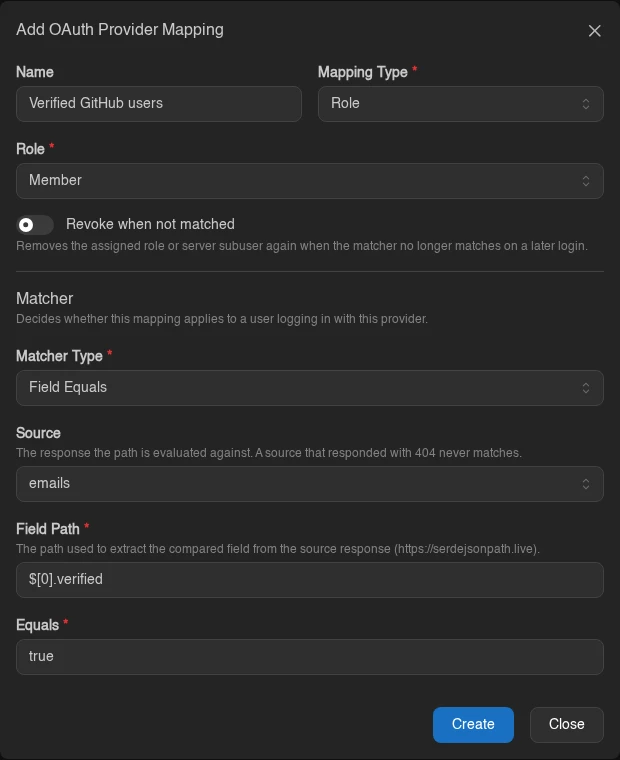 Add OAuth Provider Mapping
Name
Mapping Type *
Verified GitHub users
Role
Role *
Member
Revoke when not matched
Removes the assigned role or server subuser again when the matcher no longer matches on a later login.
Matcher
Decides whether this mapping applies to a user logging in with this provider.
Matcher Type *
Field Equals
Source
The response the path is evaluated against. A source that responded with 404 never matches.
emails
Field Path *
The path used to extract the compared field from the source response (https://serdejsonpath.live).
$[0].verified
Equals *
true
Create
Close